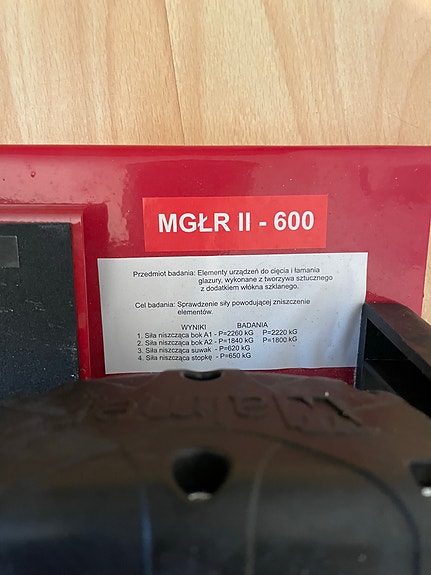 MGŁR II - 600
Przedmiot badania: Elementy urządzeń do cięcia i łamania
glazury, wykonane z tworzywa sztucznego
z dodatkiem włókna szklanego.
Cel badania: Sprawdzenie siły powodującej zniszczenie
elementów.
WYNIKI BADANIA
1. Siła niszcząca bok A1 - P=2260 kG P=2220 kG
2. Siła niszcząca bok A2 - P=1840 kG P=1800 kG
3. Siła niszcząca suwak - P=620 kG
4. Siła niszcząca stopkę - P=650 kG